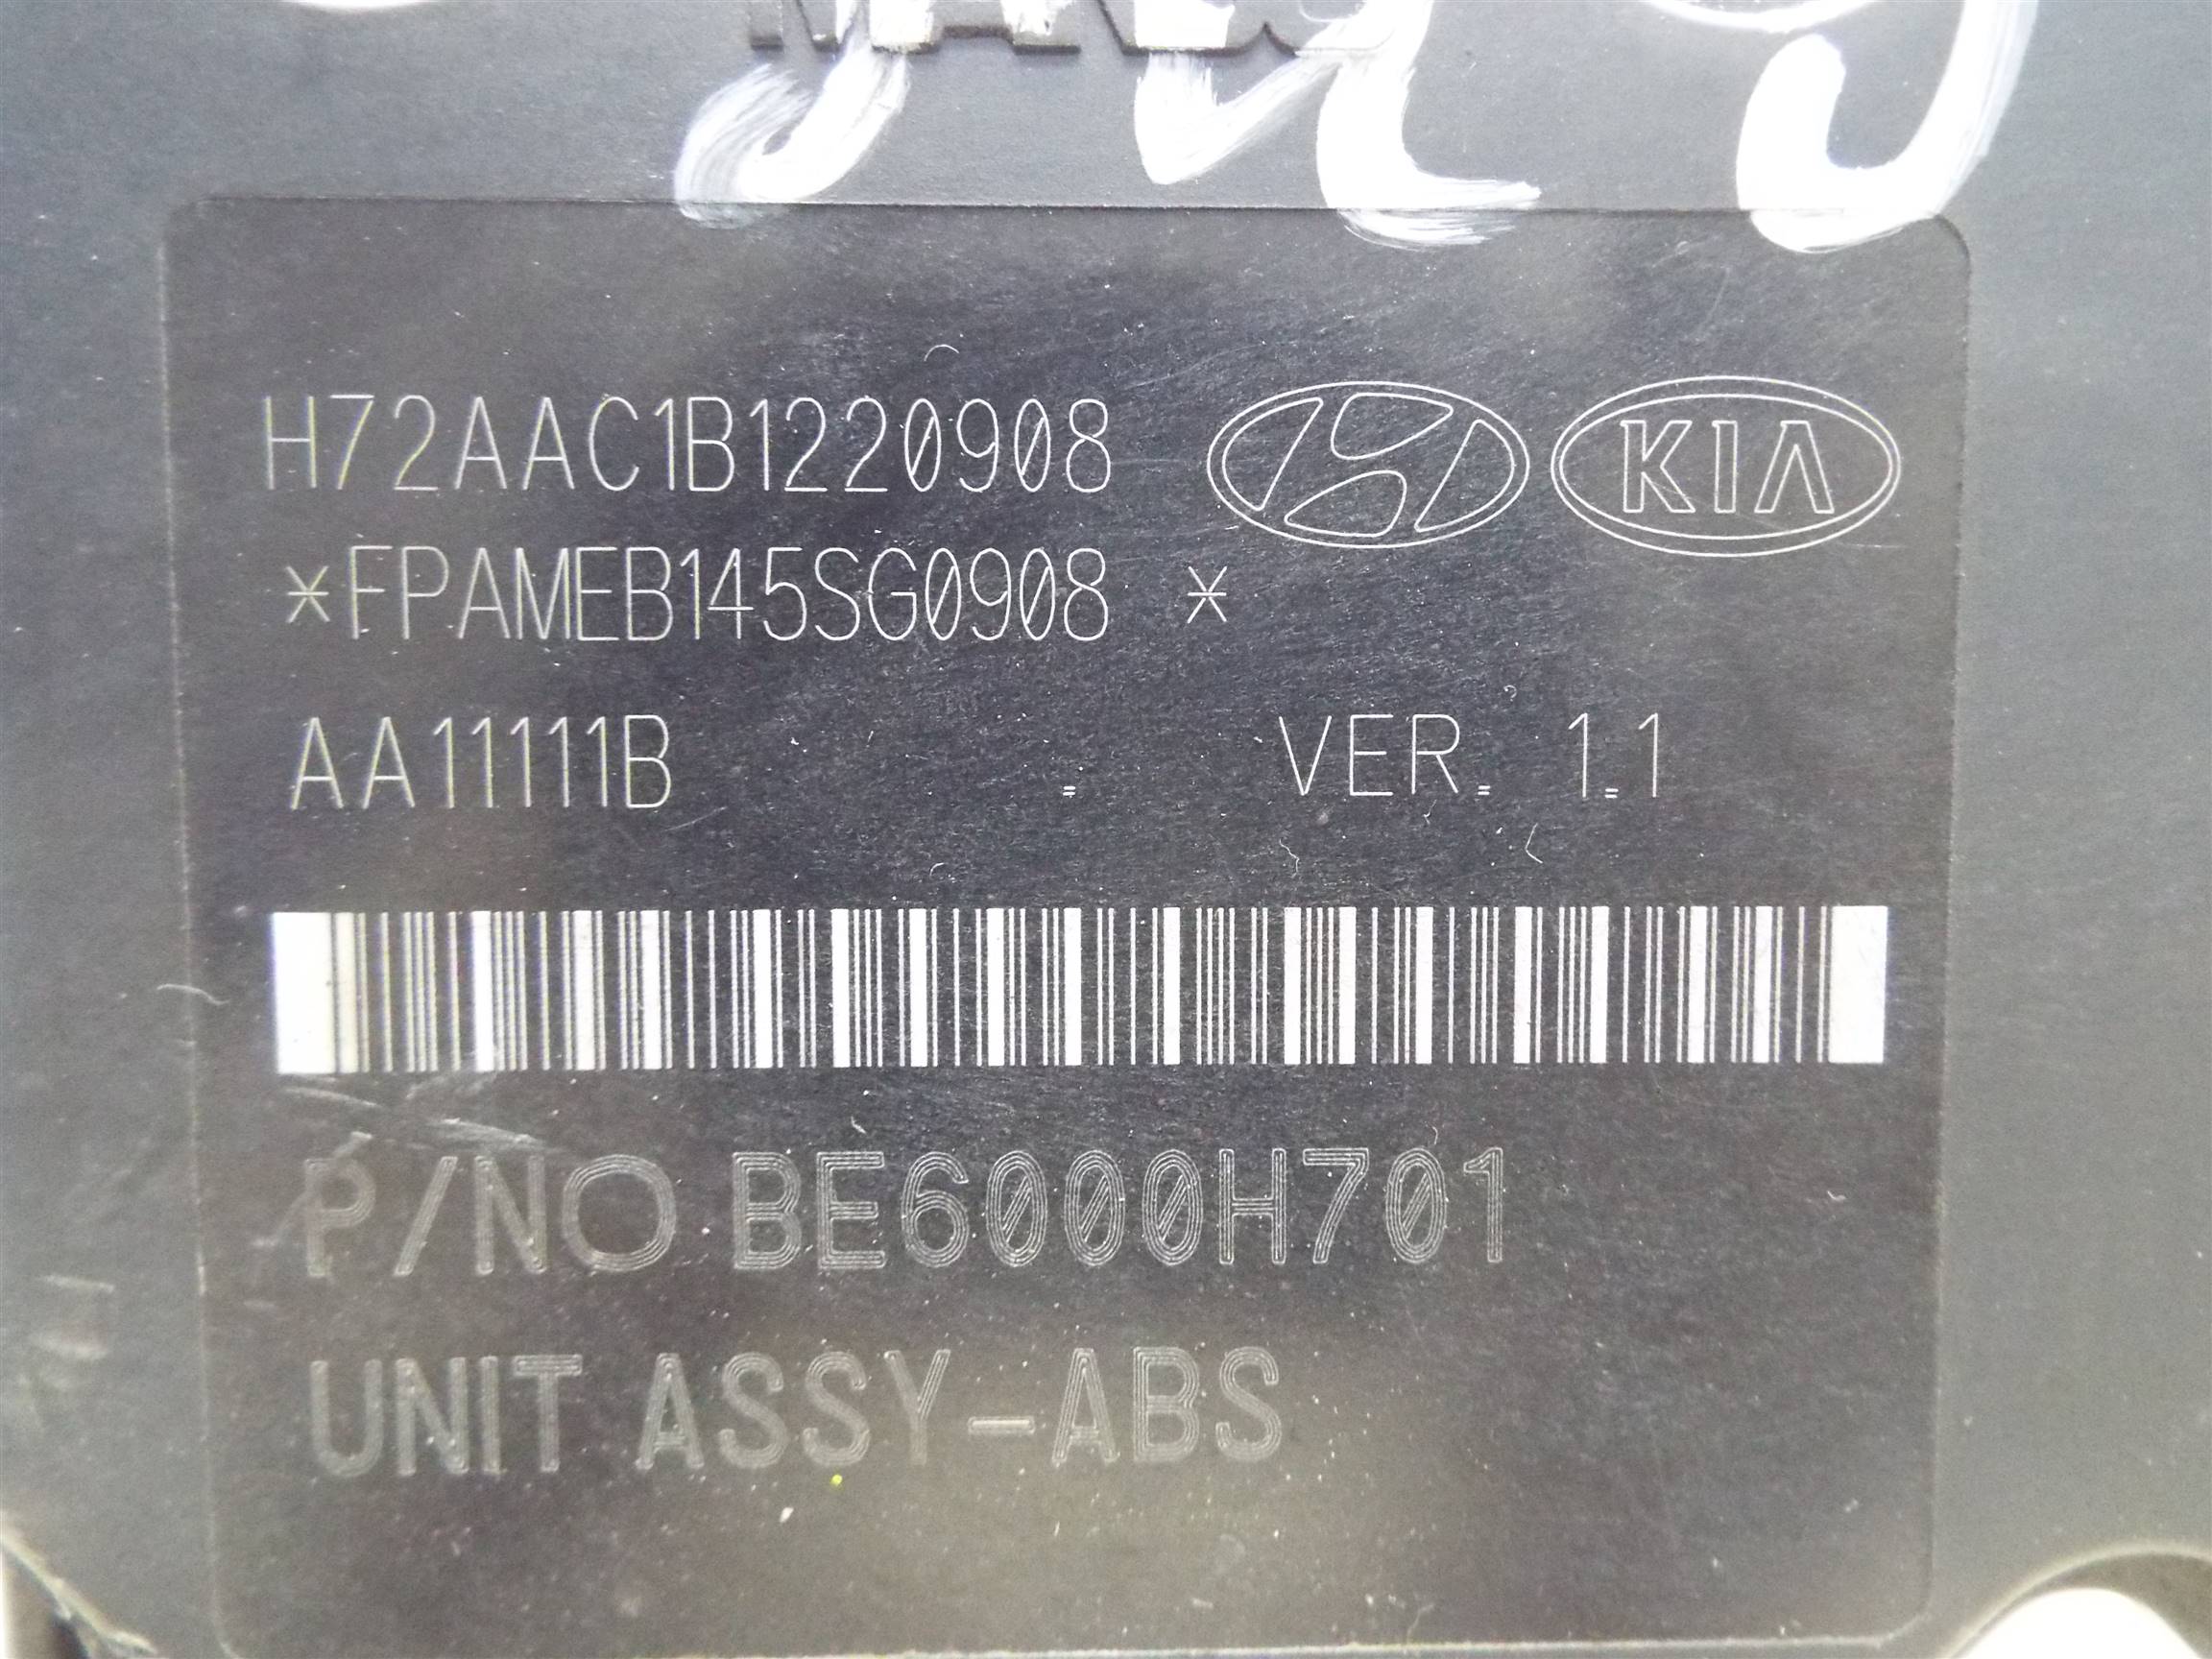 H72AAC1B1220908
KIA
*FPAMEB145SG0908 *
AA11111B . VER. 1.1
P/NO BE6000H701
UNIT ASSY-ABS